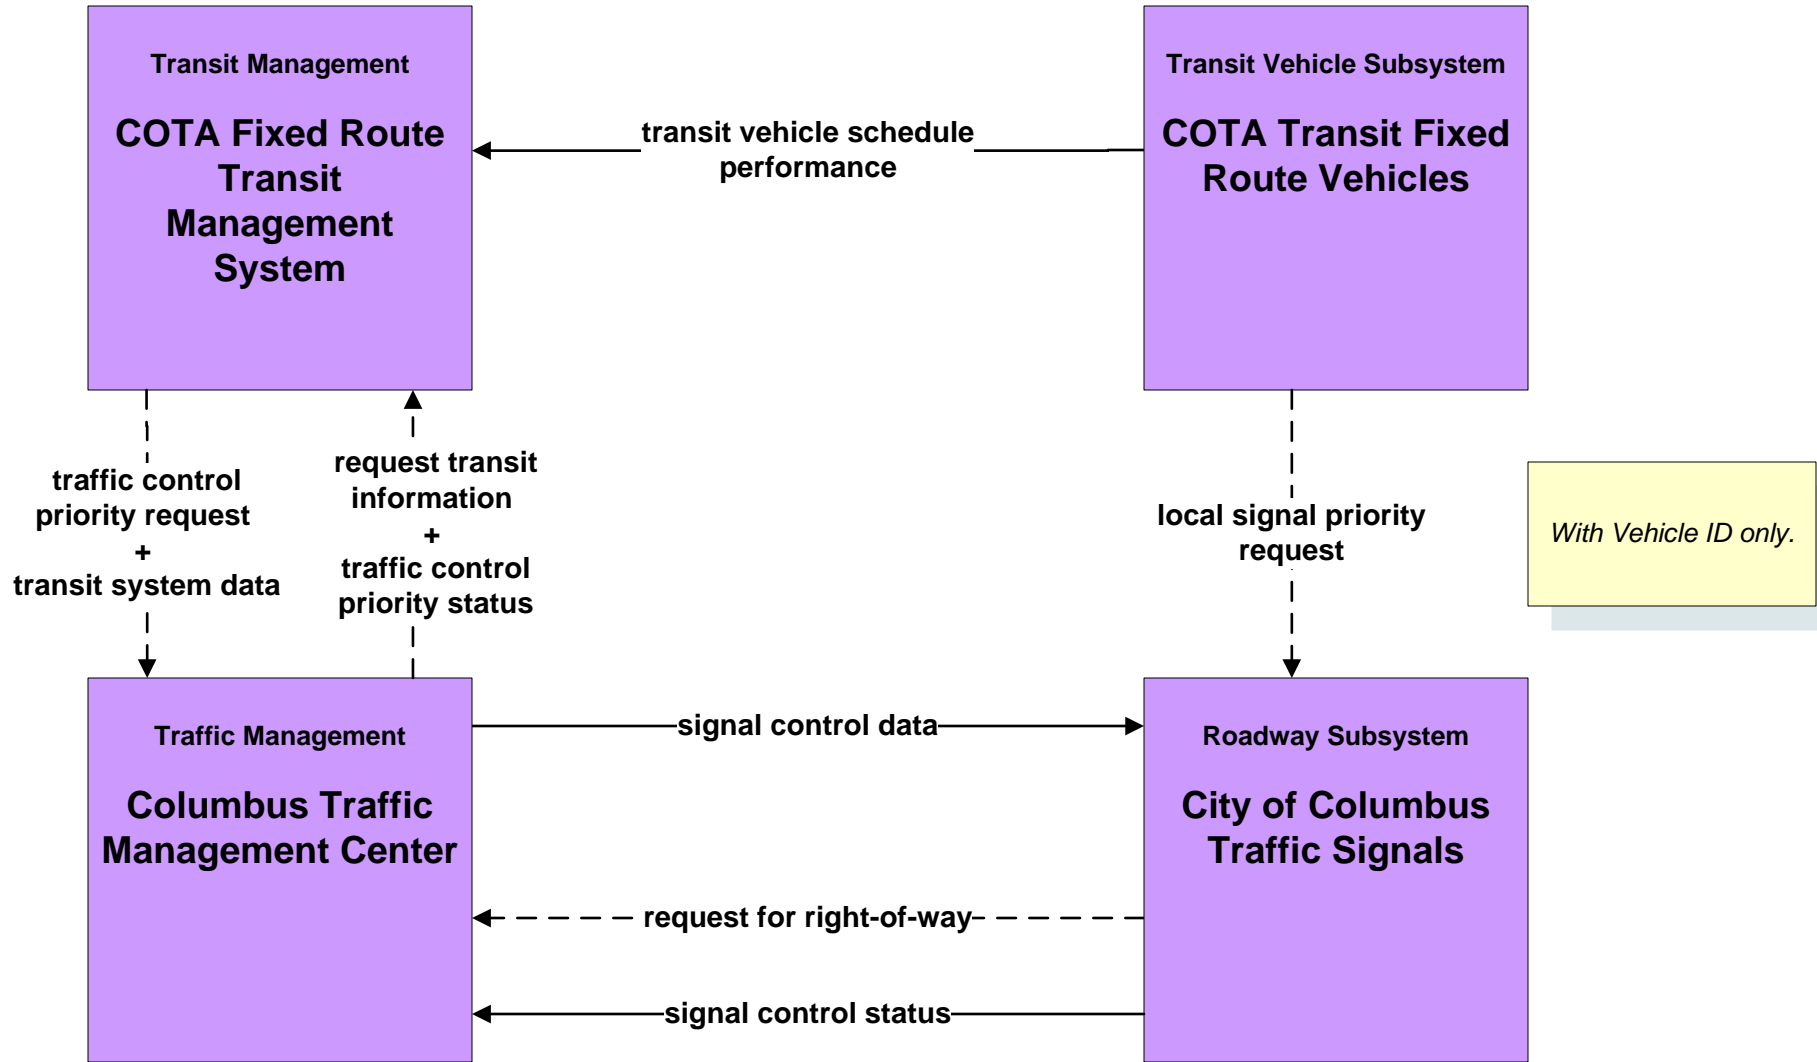 Transit Management
COTA Fixed Route
Transit
Management
System
Transit Vehicle Subsystem
COTA Transit Fixed
Route Vehicles
transit vehicle schedule
performance
traffic control
priority request
+
transit system data
request transit
information
+
traffic control
priority status
local signal priority
request
With Vehicle ID only.
Traffic Management
Columbus Traffic
Management Center
signal control data
Roadway Subsystem
City of Columbus
Traffic Signals
request for right-of-way
signal control status